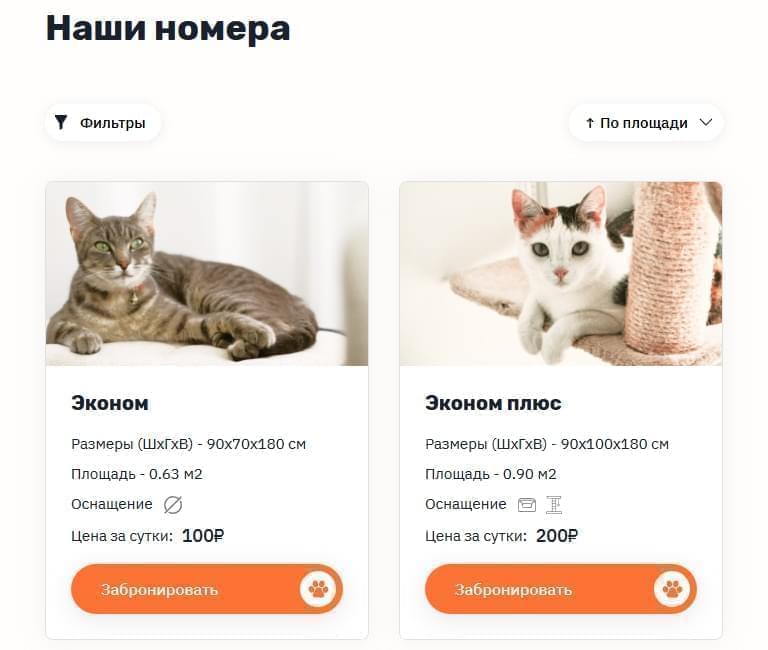 Наши номера
Фильтры
↑ По площади
Эконом
Размеры (ШхГхВ) - 90х70х180 см
Площадь - 0.63 м2
Оснащение
Цена за сутки: 100₽
Забронировать
Эконом плюс
Размеры (ШхГхВ) - 90х100х180 см
Площадь - 0.90 м2
Оснащение
Цена за сутки: 200₽
Забронировать